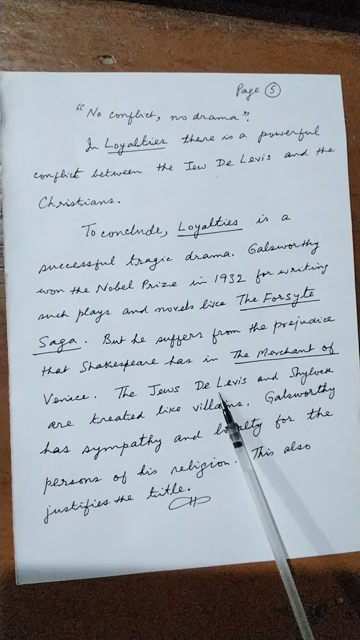 Page 5
"No conflict, no drama".
In Loyalties there is a powerful
conflict between the Jew De Levis and the
Christians.
To conclude, Loyalties is a
successful tragic drama. Galsworthy
won the Nobel Prize in 1932 for writing
such plays and novels like The Forsyte
Saga. But he suffers from the prejudice
that Shakespeare has in The Merchant of
Venice. The Jews De Levis and Shylock
are treated like villains. Galsworthy
has sympathy and loyalty for the
persons of his religion. This also
justifies the title.